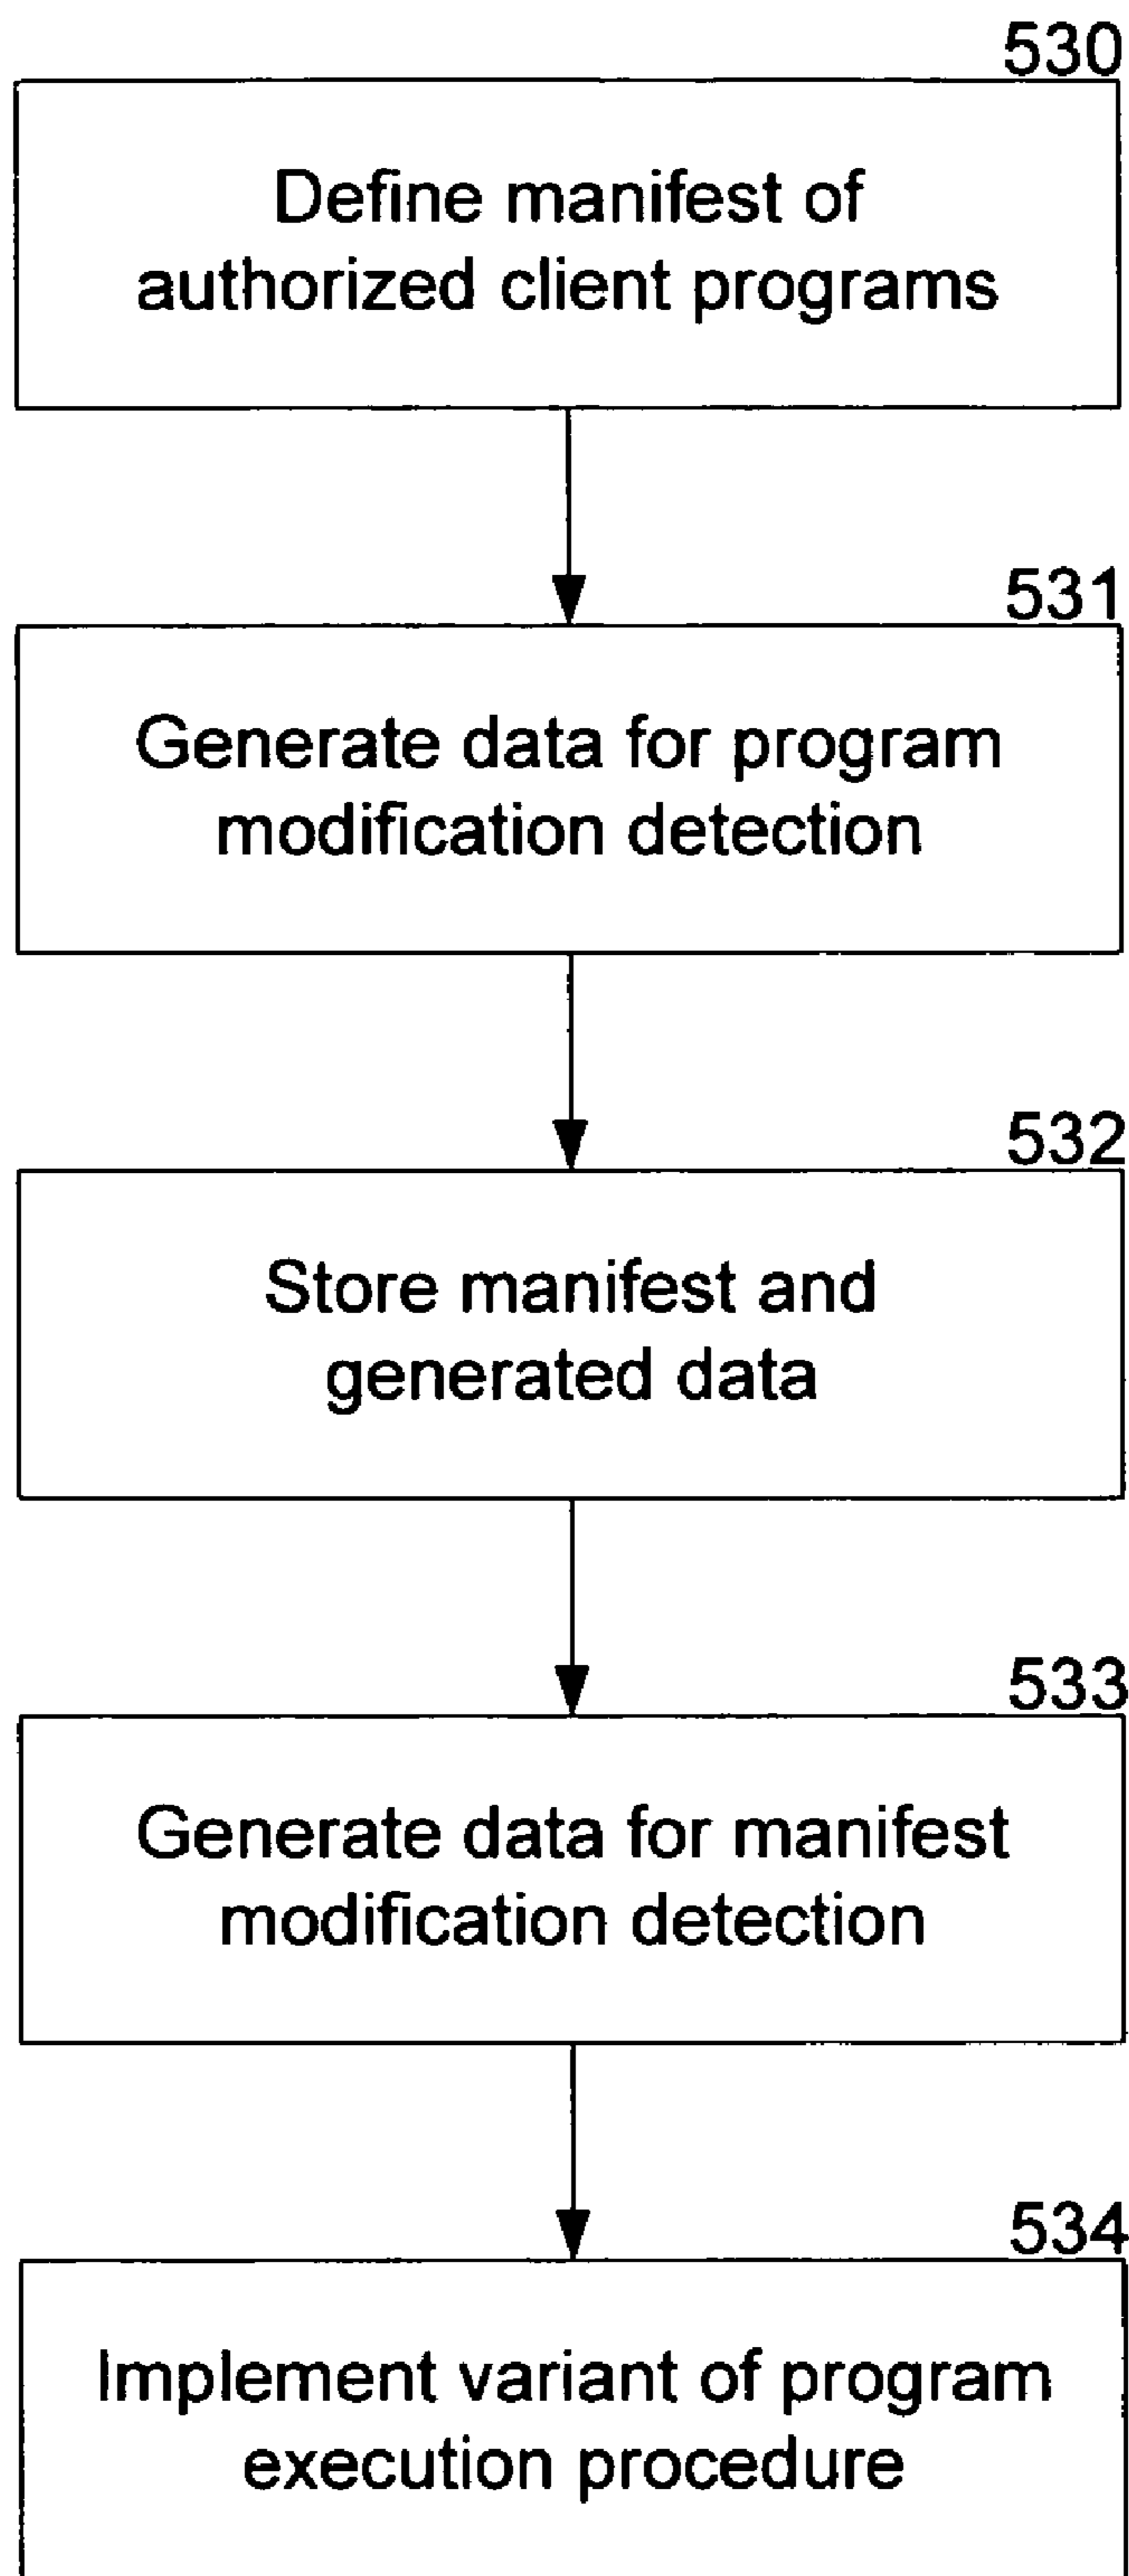 530
Define manifest of
authorized client programs
531
Generate data for program
modification detection
532
Store manifest and
generated data
533
Generate data for manifest
modification detection
534
Implement variant of program
execution procedure